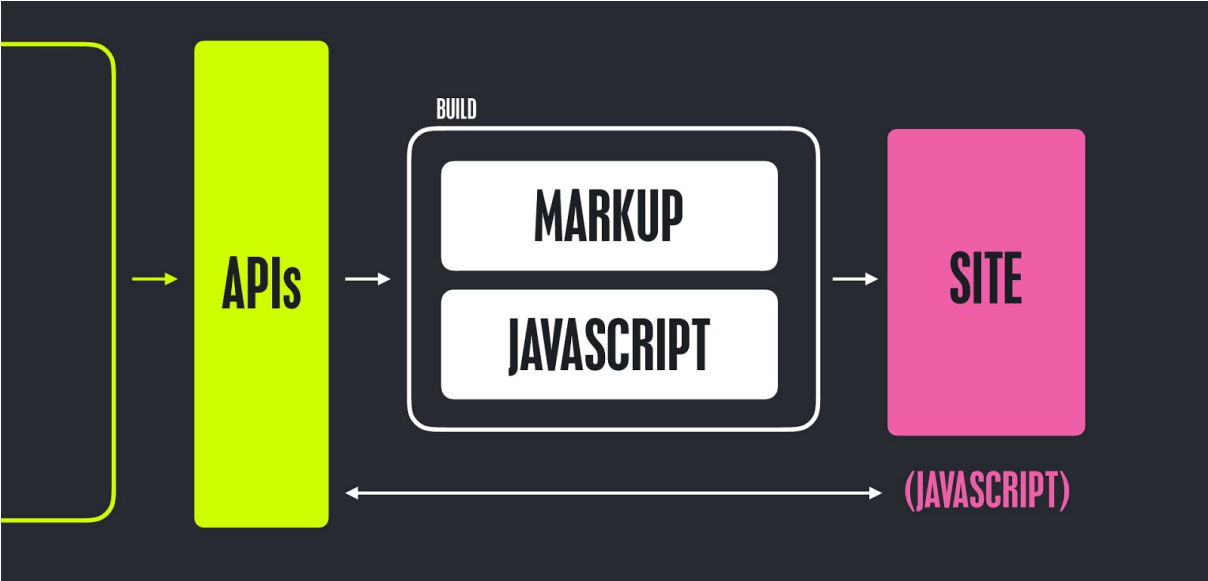 BUILD
APIs
MARKUP
JAVASCRIPT
SITE
(JAVASCRIPT)